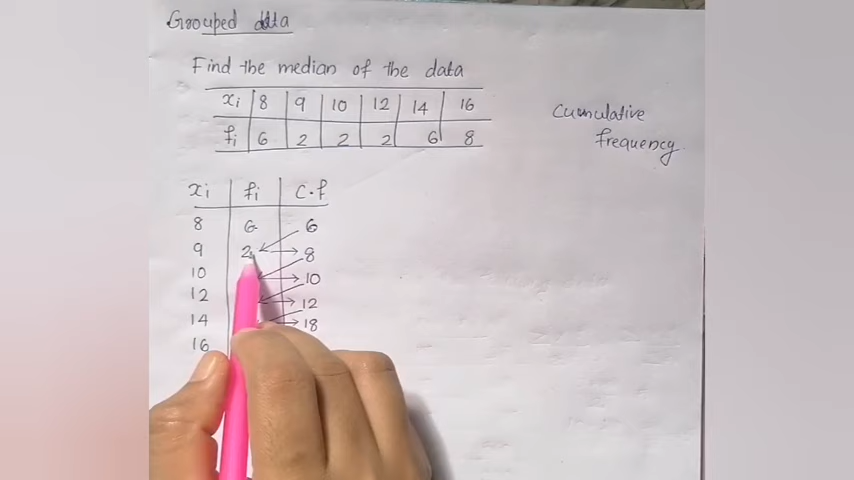 Grouped data
Find the median of the data
xi 8 9 10 12 14 16
fi 6 2 2 2 6 8
Cumulative
frequency
xi fi C.f
8 6 6
9 2 8
10 10
12 12
14 18
16